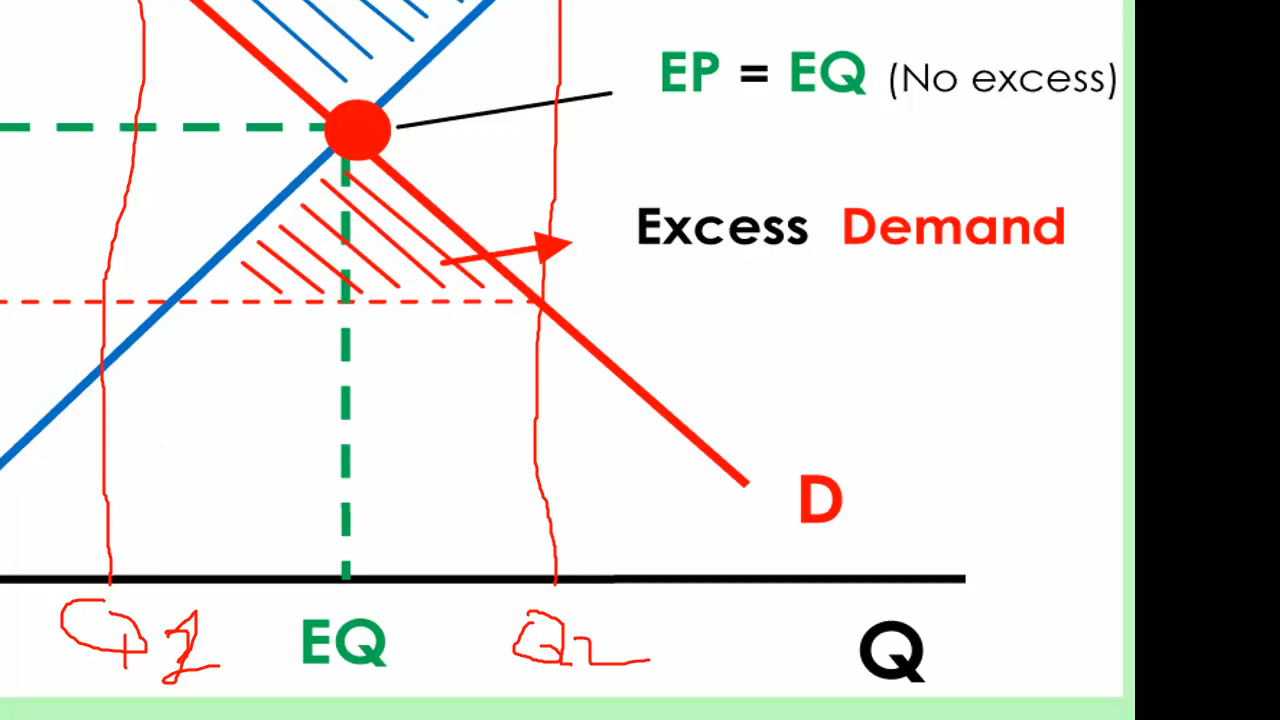 EP = EQ (No excess)
Excess Demand
D
Q1 EQ Q2 Q